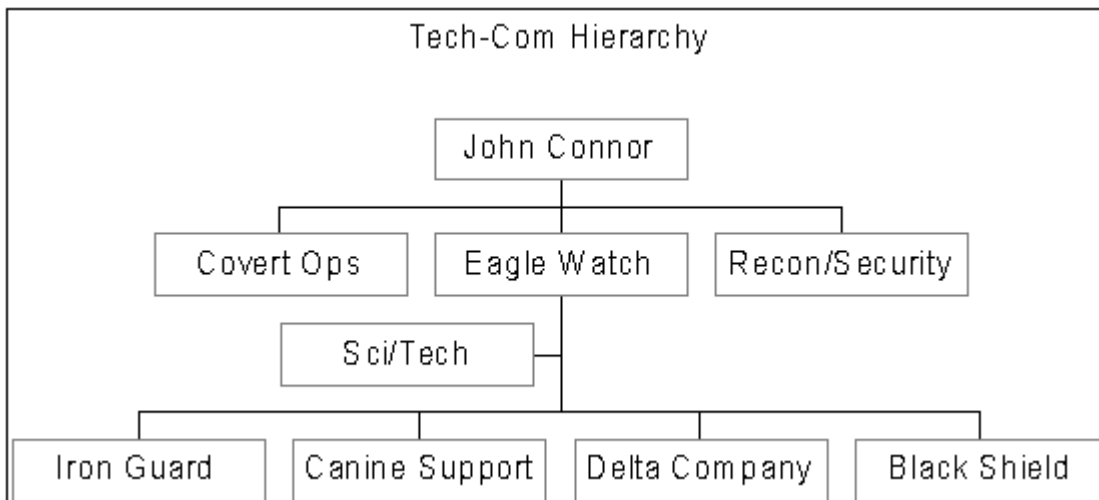 Tech-Com Hierarchy
John Connor
Covert Ops
Eagle Watch
Recon/Security
Sci/Tech
Iron Guard
Canine Support
Delta Company
Black Shield